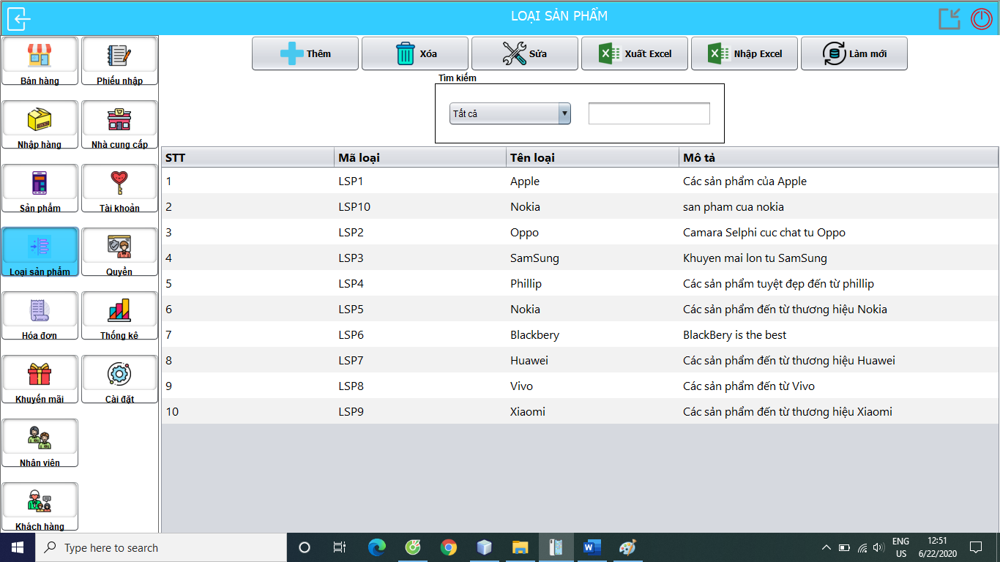 LOẠI SẢN PHẨM
Thêm Xóa Sửa Xuất Excel Nhập Excel Làm mới
Bán hàng Phiếu nhập
Nhập hàng Nhà cung cấp
Sản phẩm Tài khoản
Loại sản phẩm Quyền
Hóa đơn Thống kê
Khuyến mãi Cài đặt
Nhân viên
Khách hàng
Tìm kiếm
Tất cả
STT Mã loại Tên loại Mô tả
1 LSP1 Apple Các sản phẩm của Apple
2 LSP10 Nokia san pham cua nokia
3 LSP2 Oppo Camara Selphi cuc chat tu Oppo
4 LSP3 SamSung Khuyen mai lon tu SamSung
5 LSP4 Phillip Các sản phẩm tuyệt đẹp đến từ phillip
6 LSP5 Nokia Các sản phẩm đến từ thương hiệu Nokia
7 LSP6 Blackbery BlackBery is the best
8 LSP7 Huawei Các sản phẩm đến từ thương hiệu Huawei
9 LSP8 Vivo Các sản phẩm đến từ Vivo
10 LSP9 Xiaomi Các sản phẩm đến từ thương hiệu Xiaomi
Type here to search
ENG
US
12:51
6/22/2020